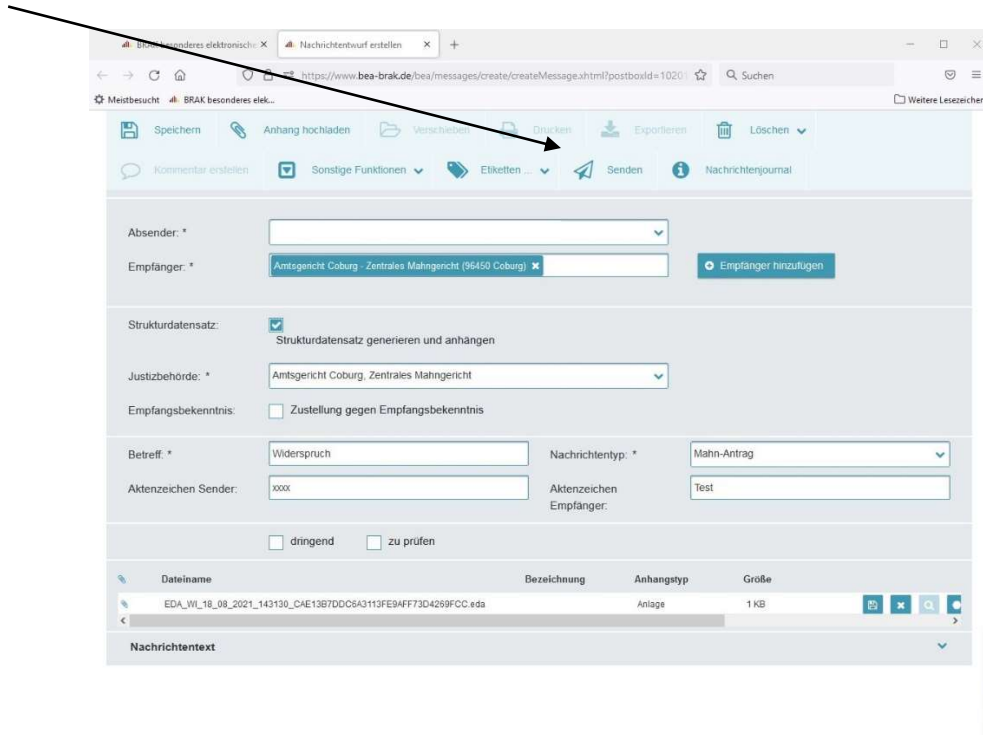 BRAK besonderes elektronische
Nachrichtentwurf erstellen
https://www.bea-brak.de/bea/messages/create/createMessage.xhtml?postboxId=1020
Suchen
Meistbesucht BRAK besonderes elek... Weitere Lesezeichen
Speichern Anhang hochladen Verschieben Drucken Exportieren Löschen
Kommentar erstellen Sonstige Funktionen Etiketten ... Senden Nachrichtenjournal
Absender: *
Empfänger: * Amtsgericht Coburg - Zentrales Mahngericht (96450 Coburg) Empfänger hinzufügen
Strukturdatensatz:
Strukturdatensatz generieren und anhängen
Justizbehörde: * Amtsgericht Coburg, Zentrales Mahngericht
Empfangsbekenntnis: Zustellung gegen Empfangsbekenntnis
Betreff: * Widerspruch Nachrichtentyp: * Mahn-Antrag
Aktenzeichen Sender: xxxx Aktenzeichen Empfänger: Test
dringend zu prüfen
Dateiname Bezeichnung Anhangstyp Größe
EDA_WI_18_08_2021_143130_CAE13B7DDC6A3113FE9AFF73D4269FCC.eda Anlage 1 KB
Nachrichtentext